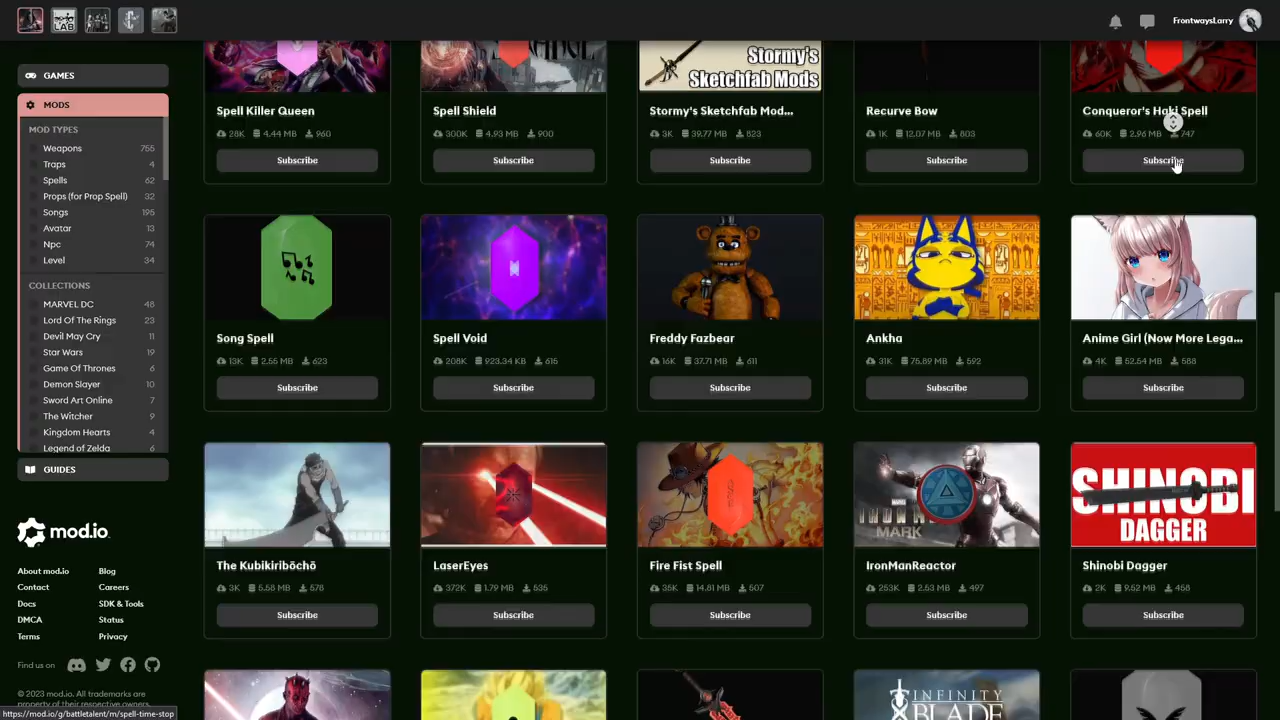 LAB
FrontwaysLarry
GAMES
MODS
MOD TYPES
Weapons 755
Traps 4
Spells 62
Props (for Prop Spell) 32
Songs 195
Avatar 13
Npc 74
Level 34
COLLECTIONS
MARVEL DC 48
Lord Of The Rings 23
Devil May Cry 11
Star Wars 19
Game Of Thrones 6
Demon Slayer 10
Sword Art Online 7
The Witcher 9
Kingdom Hearts 4
Legend of Zelda 6
GUIDES
mod.io
About mod.io Blog
Contact Careers
Docs SDK & Tools
DMCA Status
Terms Privacy
Find us on
© 2023 mod.io. All trademarks are
property of their respective owners in
https://mod.io/g/battletalent/m/spell-time-stop
Stormy's
Sketchfab Mods
Spell Killer Queen
28K 4.44 MB 960
Subscribe
Spell Shield
300K 4.93 MB 900
Subscribe
Stormy's Sketchfab Mod...
3K 39.77 MB 823
Subscribe
Recurve Bow
1K 12.07 MB 803
Subscribe
Conqueror's Haki Spell
60K 2.96 MB 747
Subscribe
Song Spell
13K 2.55 MB 623
Subscribe
Spell Void
208K 923.34 KB 615
Subscribe
Freddy Fazbear
16K 37.71 MB 611
Subscribe
Ankha
31K 75.89 MB 592
Subscribe
Anime Girl (Now More Lega...
4K 52.54 MB 588
Subscribe
The Kubikiribōchō
3K 5.58 MB 578
Subscribe
LaserEyes
372K 1.79 MB 535
Subscribe
Fire Fist Spell
35K 14.81 MB 507
Subscribe
IRON MAN
MARK
IronManReactor
253K 2.53 MB 497
Subscribe
SHINOBI
DAGGER
Shinobi Dagger
2K 9.62 MB 458
Subscribe
INFINITY
BLADE